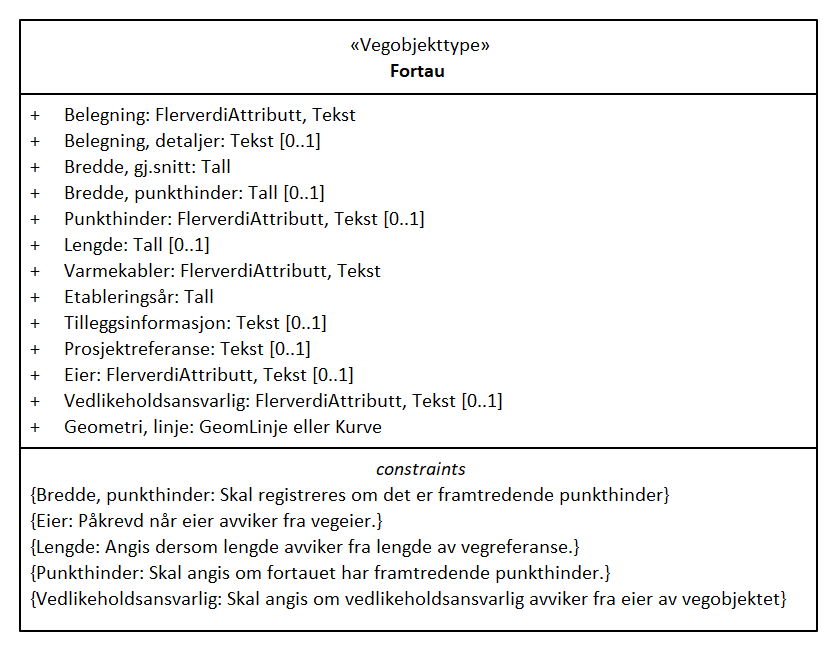 «Vegobjekttype»
Fortau
+ Belegning: FlerverdiAttributt, Tekst
+ Belegning, detaljer: Tekst [0..1]
+ Bredde, gj.snitt: Tall
+ Bredde, punkthinder: Tall [0..1]
+ Punkthinder: FlerverdiAttributt, Tekst [0..1]
+ Lengde: Tall [0..1]
+ Varmekabler: FlerverdiAttributt, Tekst
+ Etableringsår: Tall
+ Tilleggsinformasjon: Tekst [0..1]
+ Prosjektreferanse: Tekst [0..1]
+ Eier: FlerverdiAttributt, Tekst [0..1]
+ Vedlikeholdsansvarlig: FlerverdiAttributt, Tekst [0..1]
+ Geometri, linje: GeomLinje eller Kurve
constraints
{Bredde, punkthinder: Skal registreres om det er framtredende punkthinder}
{Eier: Påkrevd når eier avviker fra vegeier.}
{Lengde: Angis dersom lengde avviker fra lengde av vegreferanse.}
{Punkthinder: Skal angis om fortauet har framtredende punkthinder.}
{Vedlikeholdsansvarlig: Skal angis om vedlikeholdsansvarlig avviker fra eier av vegobjektet}